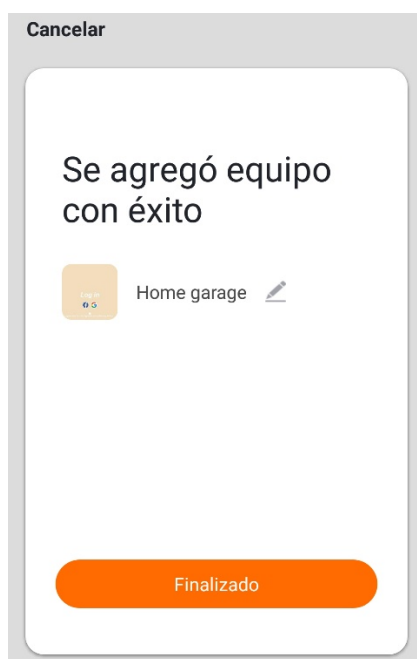 Cancelar
Se agregó equipo
con éxito
Home garage
Finalizado